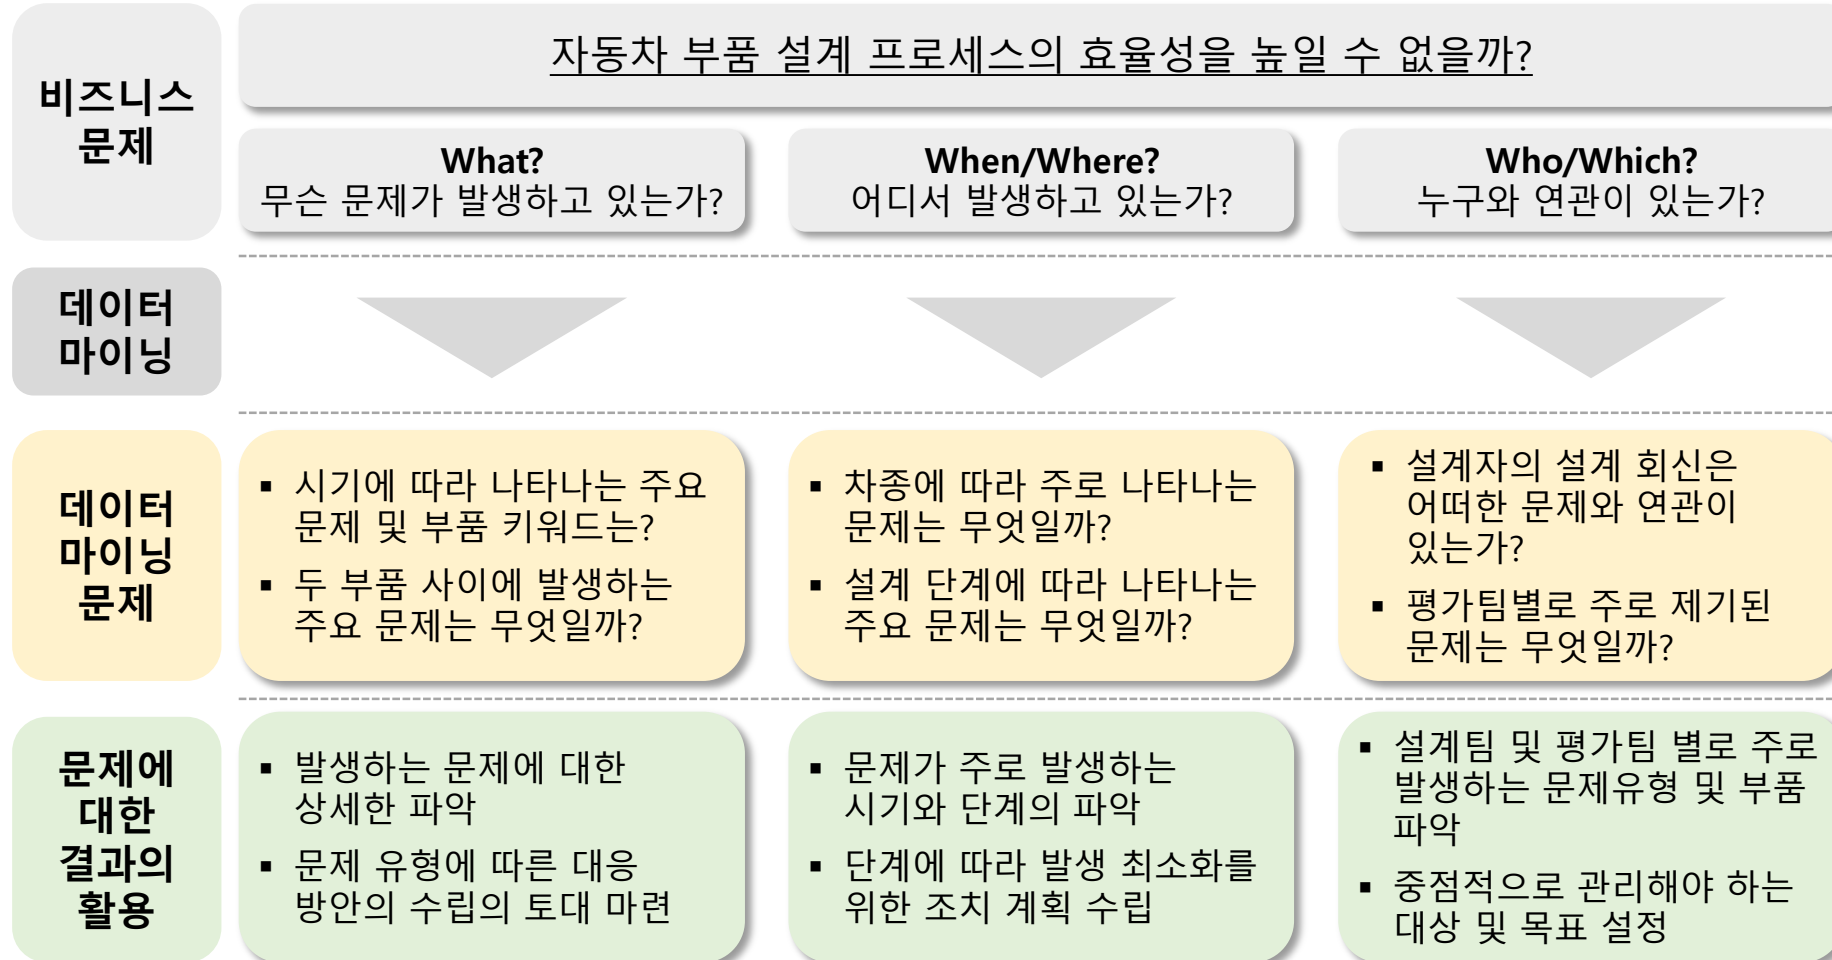 비즈니스
문제
자동차 부품 설계 프로세스의 효율성을 높일 수 없을까?
What?
무슨 문제가 발생하고 있는가?
When/Where?
어디서 발생하고 있는가?
Who/Which?
누구와 연관이 있는가?
데이터
마이닝
데이터
마이닝
문제
▪ 시기에 따라 나타나는 주요
문제 및 부품 키워드는?
▪ 두 부품 사이에 발생하는
주요 문제는 무엇일까?
▪ 차종에 따라 주로 나타나는
문제는 무엇일까?
▪ 설계 단계에 따라 나타나는
주요 문제는 무엇일까?
▪ 설계자의 설계 회신은
어떠한 문제와 연관이
있는가?
▪ 평가팀별로 주로 제기된
문제는 무엇일까?
문제에
대한
결과의
활용
▪ 발생하는 문제에 대한
상세한 파악
▪ 문제 유형에 따른 대응
방안의 수립의 토대 마련
▪ 문제가 주로 발생하는
시기와 단계의 파악
▪ 단계에 따라 발생 최소화를
위한 조치 계획 수립
▪ 설계팀 및 평가팀 별로 주로
발생하는 문제유형 및 부품
파악
▪ 중점적으로 관리해야 하는
대상 및 목표 설정